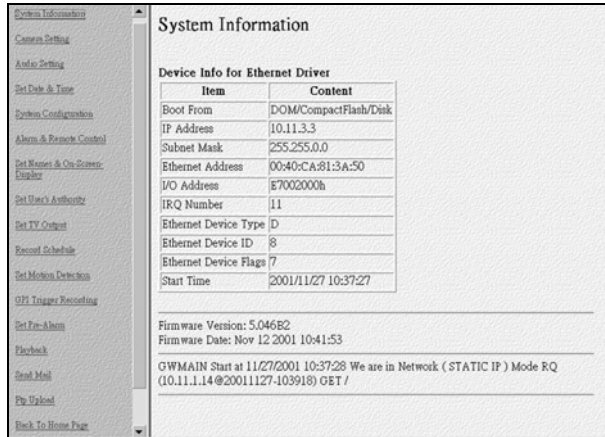 System Information
Camera Setting
Audio Setting
Set Date & Time
System Configuration
Alarm & Remote Control
Set Names & On-Screen-
Display
Set User's Authority
Set TV Output
Record Schedule
Set Motion Detection
GPI Trigger Recording
Set Pre-Alarm
Playback
Send Mail
Ftp Upload
Back To Home Page
System Information
Device Info for Ethernet Driver
Item Content
Boot From DOM/CompactFlash/Disk
IP Address 10.11.3.3
Subnet Mask 255.255.0.0
Ethernet Address 00:40:CA:81:3A:50
I/O Address E7002000h
IRQ Number 11
Ethernet Device Type D
Ethernet Device ID 8
Ethernet Device Flags 7
Start Time 2001/11/27 10:37:27
Firmware Version: 5.046B2
Firmware Date: Nov 12 2001 10:41:53
GWMAIN Start at 11/27/2001 10:37:28 We are in Network ( STATIC IP ) Mode RQ
(10.11.1.14@20011127-103918) GET /